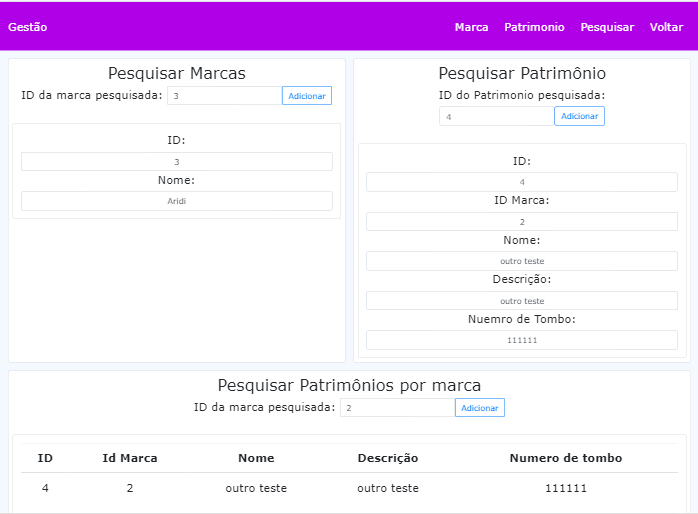 Gestão Marca Patrimonio Pesquisar Voltar
Pesquisar Marcas
ID da marca pesquisada: 3 Adicionar
ID:
3
Nome:
Aridi
Pesquisar Patrimônio
ID do Patrimonio pesquisada:
4 Adicionar
ID:
4
ID Marca:
2
Nome:
outro teste
Descrição:
outro teste
Nuemro de Tombo:
111111
Pesquisar Patrimônios por marca
ID da marca pesquisada: 2 Adicionar
ID Id Marca Nome Descrição Numero de tombo
4 2 outro teste outro teste 111111